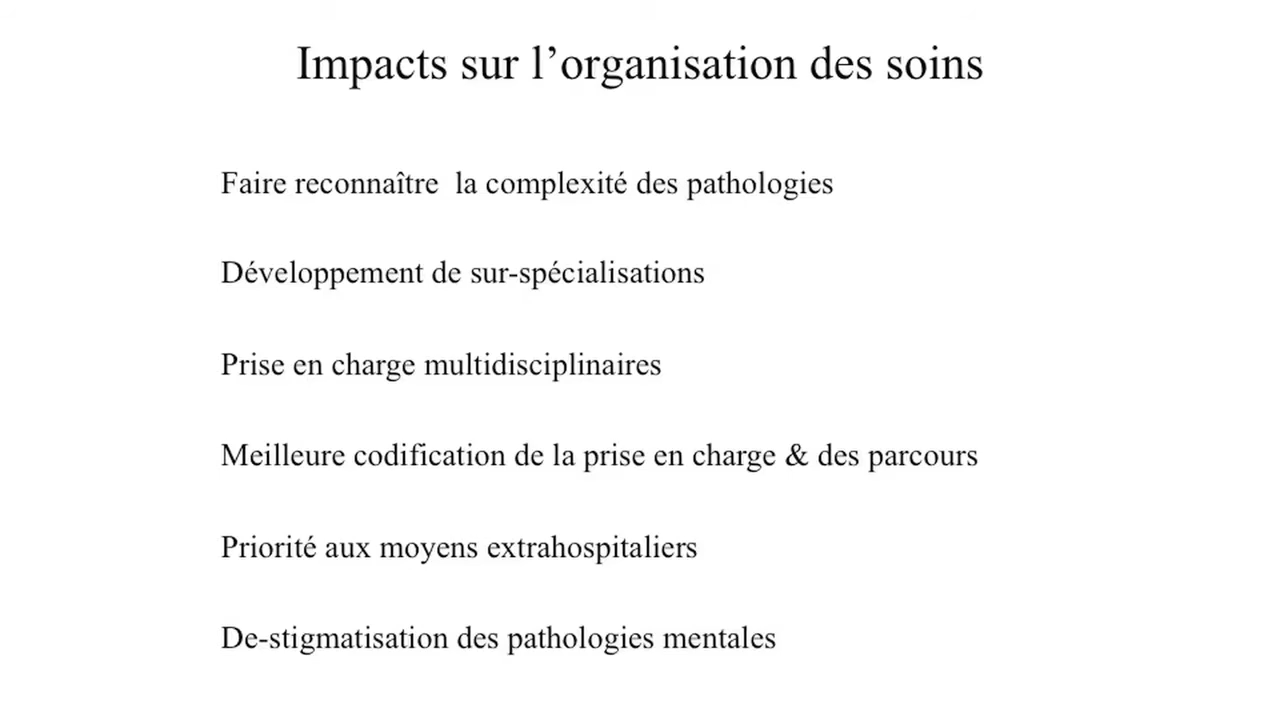 Impacts sur l’organisation des soins
Faire reconnaître  la complexité des pathologies
Développement de sur-spécialisations
Prise en charge multidisciplinaires
Meilleure codification de la prise en charge & des parcours
Priorité aux moyens extrahospitaliers
De-stigmatisation des pathologies mentales